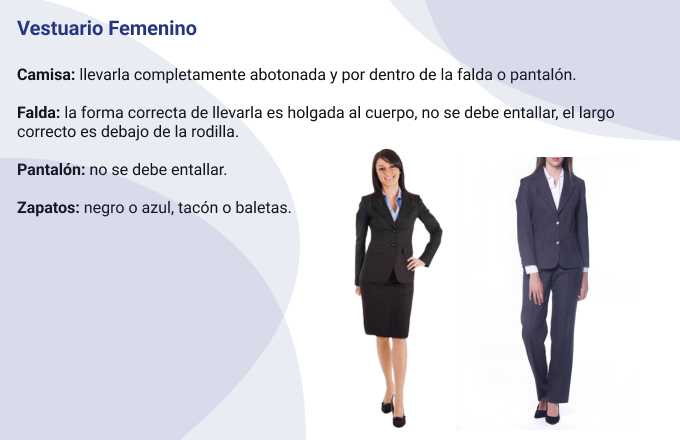 Vestuario Femenino
Camisa: llevarla completamente abotonada y por dentro de la falda o pantalón.
Falda: la forma correcta de llevarla es holgada al cuerpo, no se debe entallar, el largo
correcto es debajo de la rodilla.
Pantalón: no se debe entallar.
Zapatos: negro o azul, tacón o baletas.